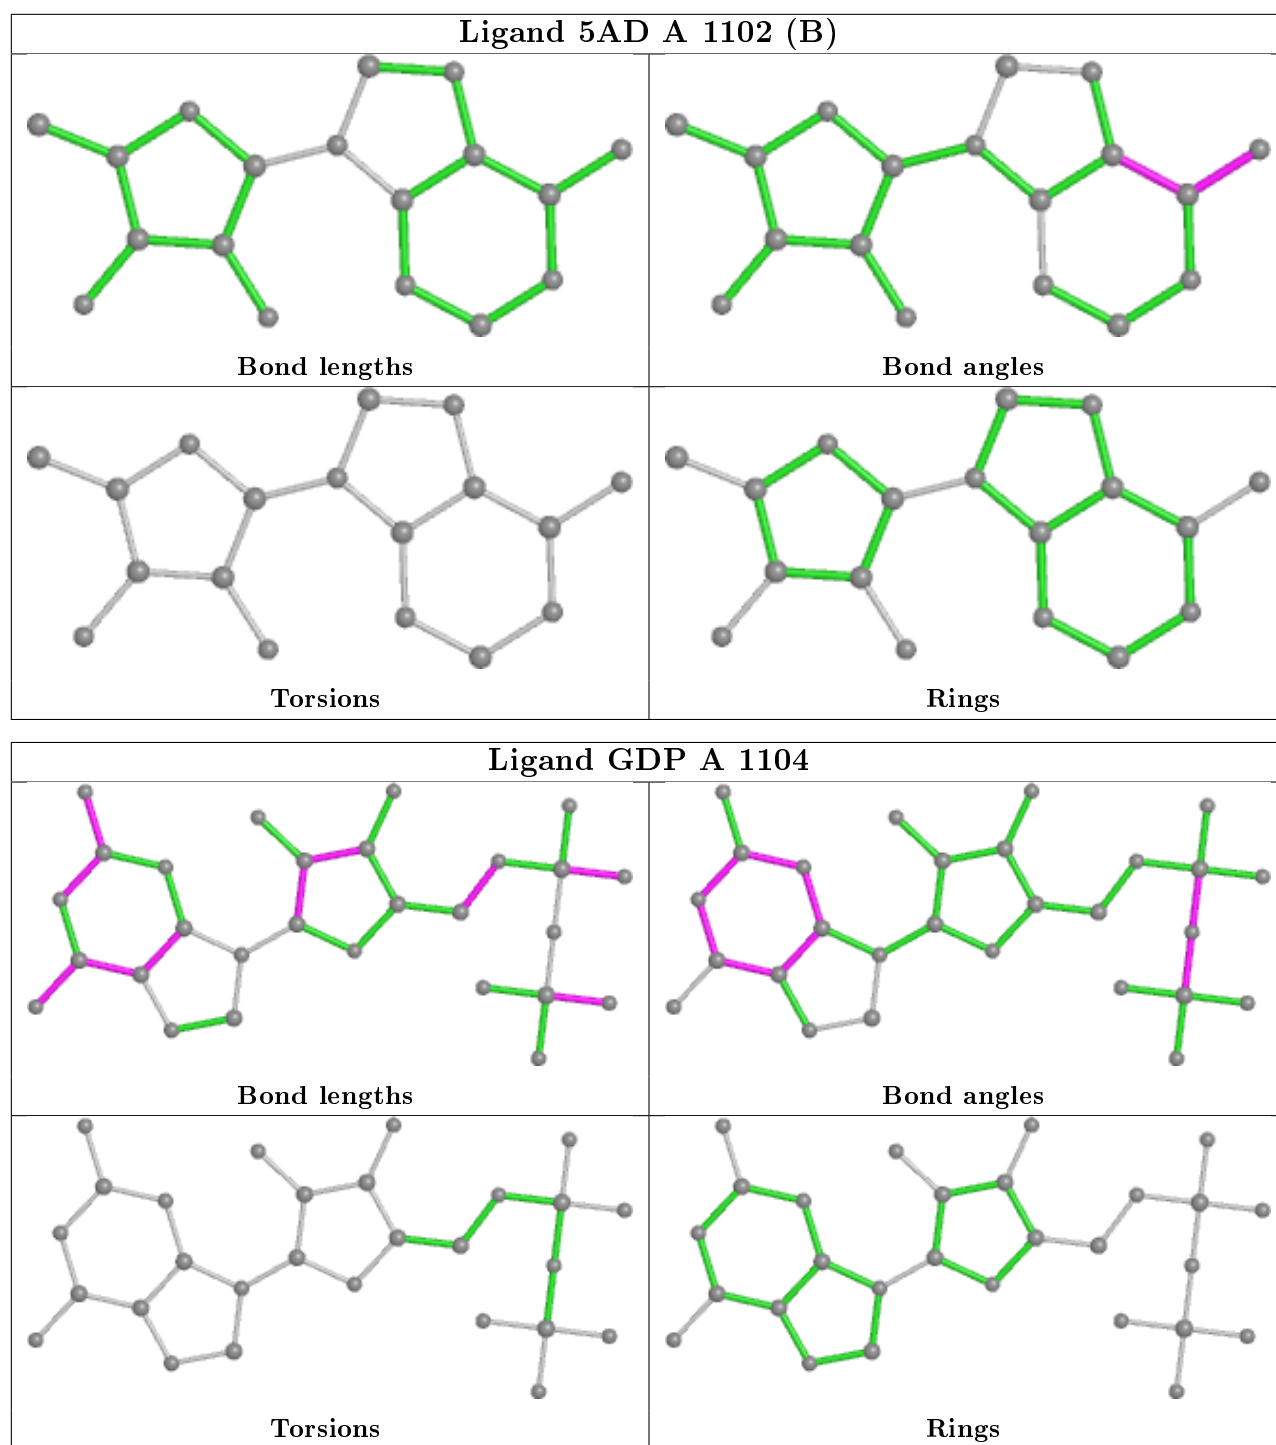 Ligand 5AD A 1102 (B)
Bond lengths
Bond angles
Torsions
Rings
Ligand GDP A 1104
Bond lengths
Bond angles
Torsions
Rings